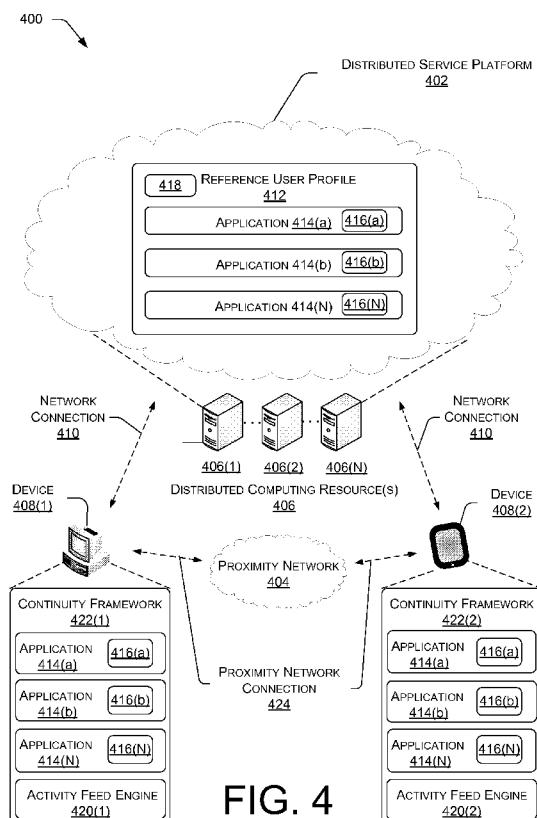 400
DISTRIBUTED SERVICE PLATFORM
402
418
REFERENCE USER PROFILE
412
APPLICATION 414(a) 416(a)
APPLICATION 414(b) 416(b)
APPLICATION 414(N) 416(N)
NETWORK
CONNECTION
410
NETWORK
CONNECTION
410
406(1) 406(2) 406(N)
DISTRIBUTED COMPUTING RESOURCE(S)
406
DEVICE
408(1)
DEVICE
408(2)
PROXIMITY NETWORK
404
CONTINUITY FRAMEWORK
422(1)
APPLICATION
414(a)
416(a)
APPLICATION
414(b)
416(b)
APPLICATION
414(N)
416(N)
ACTIVITY FEED ENGINE
420(1)
PROXIMITY NETWORK
CONNECTION
424
CONTINUITY FRAMEWORK
422(2)
APPLICATION
414(a)
416(a)
APPLICATION
414(b)
416(b)
APPLICATION
414(N)
416(N)
ACTIVITY FEED ENGINE
420(2)
FIG. 4